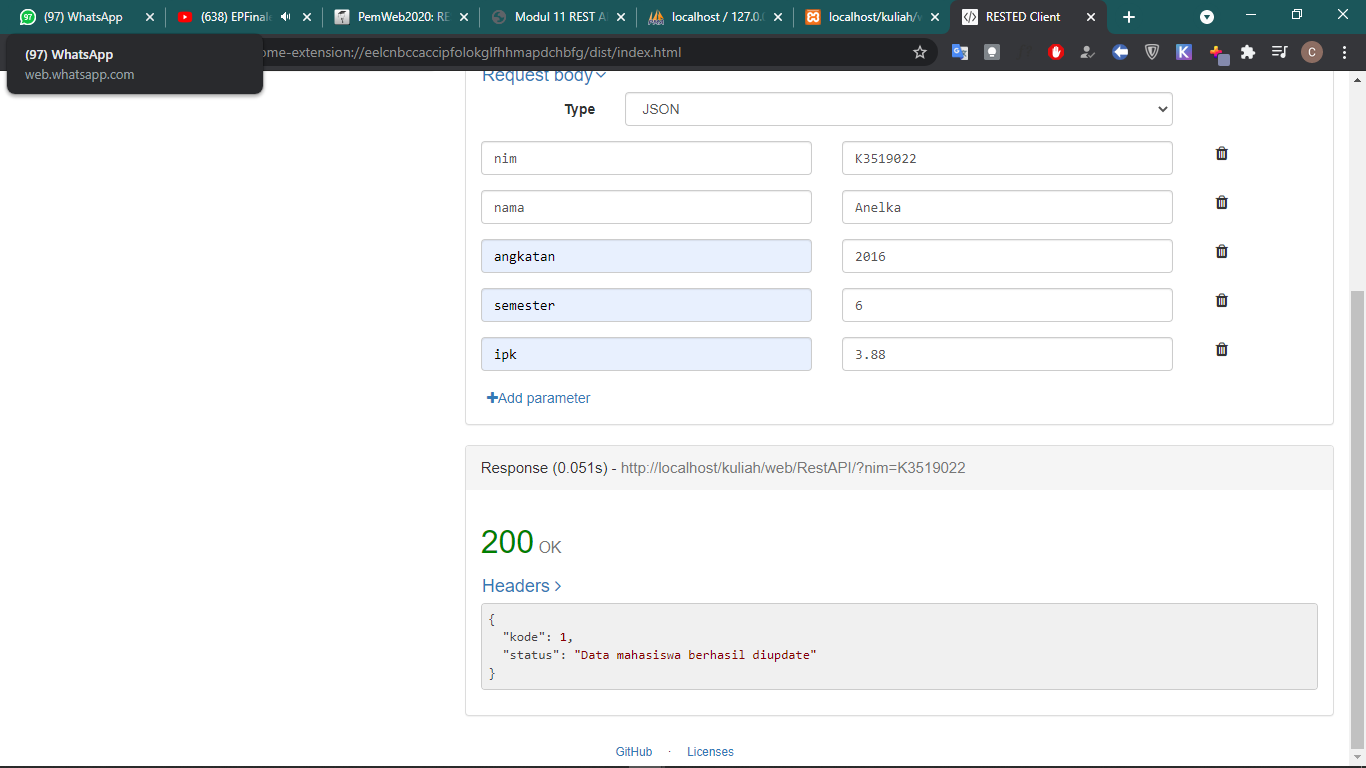 (97) WhatsApp
(638) EPFinal
PemWeb2020: RE
Modul 11 REST A
localhost / 127.0.
localhost/kuliah/
RESTED Client
(97) WhatsApp
web.whatsapp.com
ome-extension://eelcnbccaccipfolokglfhhmapdchbfg/dist/index.html
K
C
Request body
Type
JSON
nim
K3519022
nama
Anelka
angkatan
2016
semester
6
ipk
3.88
Add parameter
Response (0.051s) - http://localhost/kuliah/web/RestAPI/?nim=K3519022
200 OK
Headers >
{
"kode": 1,
"status": "Data mahasiswa berhasil diupdate"
}
GitHub · Licenses